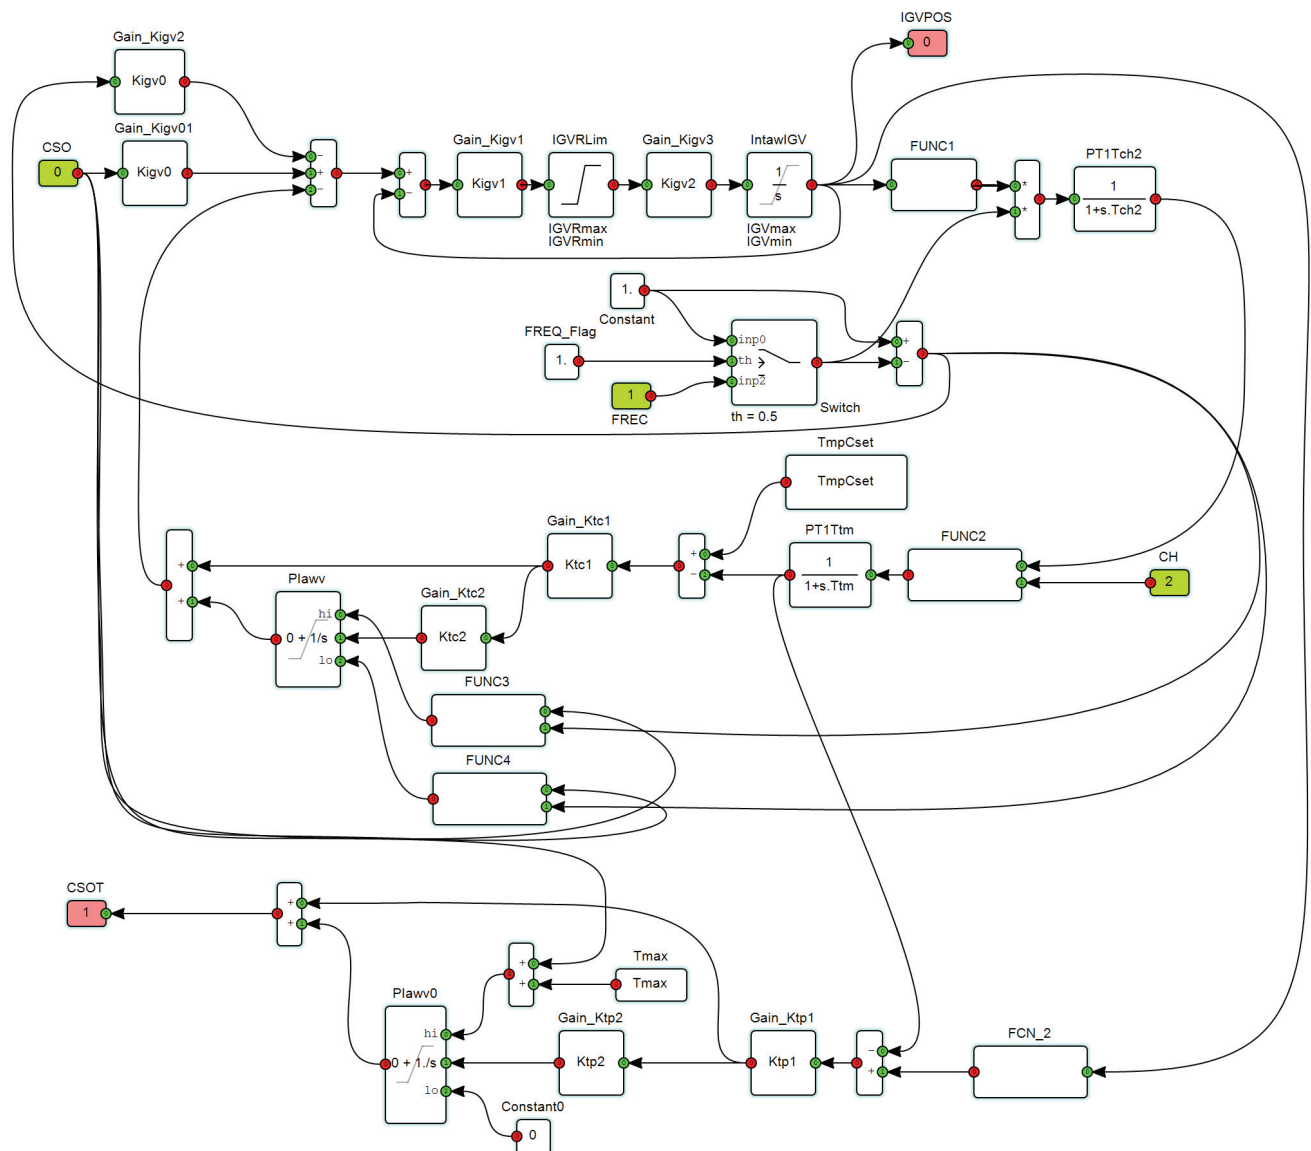 IGVPOS
0
Gain_Kigv2
Kigv0
Gain_Kigv01
CSO
0
Kigv0
−
+
−
+
−
Gain_Kigv1
Kigv1
IGVRLim
IGVRmax
IGVRmin
Gain_Kigv3
Kigv2
IntawIGV
1
s
IGVmax
IGVmin
FUNC1
*
*
PT1Tch2
1
1+s.Tch2
1.
Constant
FREQ_Flag
1.
1
FREC
inp0
th
inp2
th = 0.5
Switch
+
−
TmpCset
TmpCset
Gain_Ktc1
Ktc1
+
−
PT1Ttm
1
1+s.Ttm
FUNC2
CH
2
+
+
PIawv
hi
0 + 1/s
lo
Gain_Ktc2
Ktc2
FUNC3
FUNC4
CSOT
1
+
+
+
+
Tmax
Tmax
PIawv0
hi
0 + 1./s
lo
Gain_Ktp2
Ktp2
Gain_Ktp1
Ktp1
−
+
FCN_2
Constant0
0